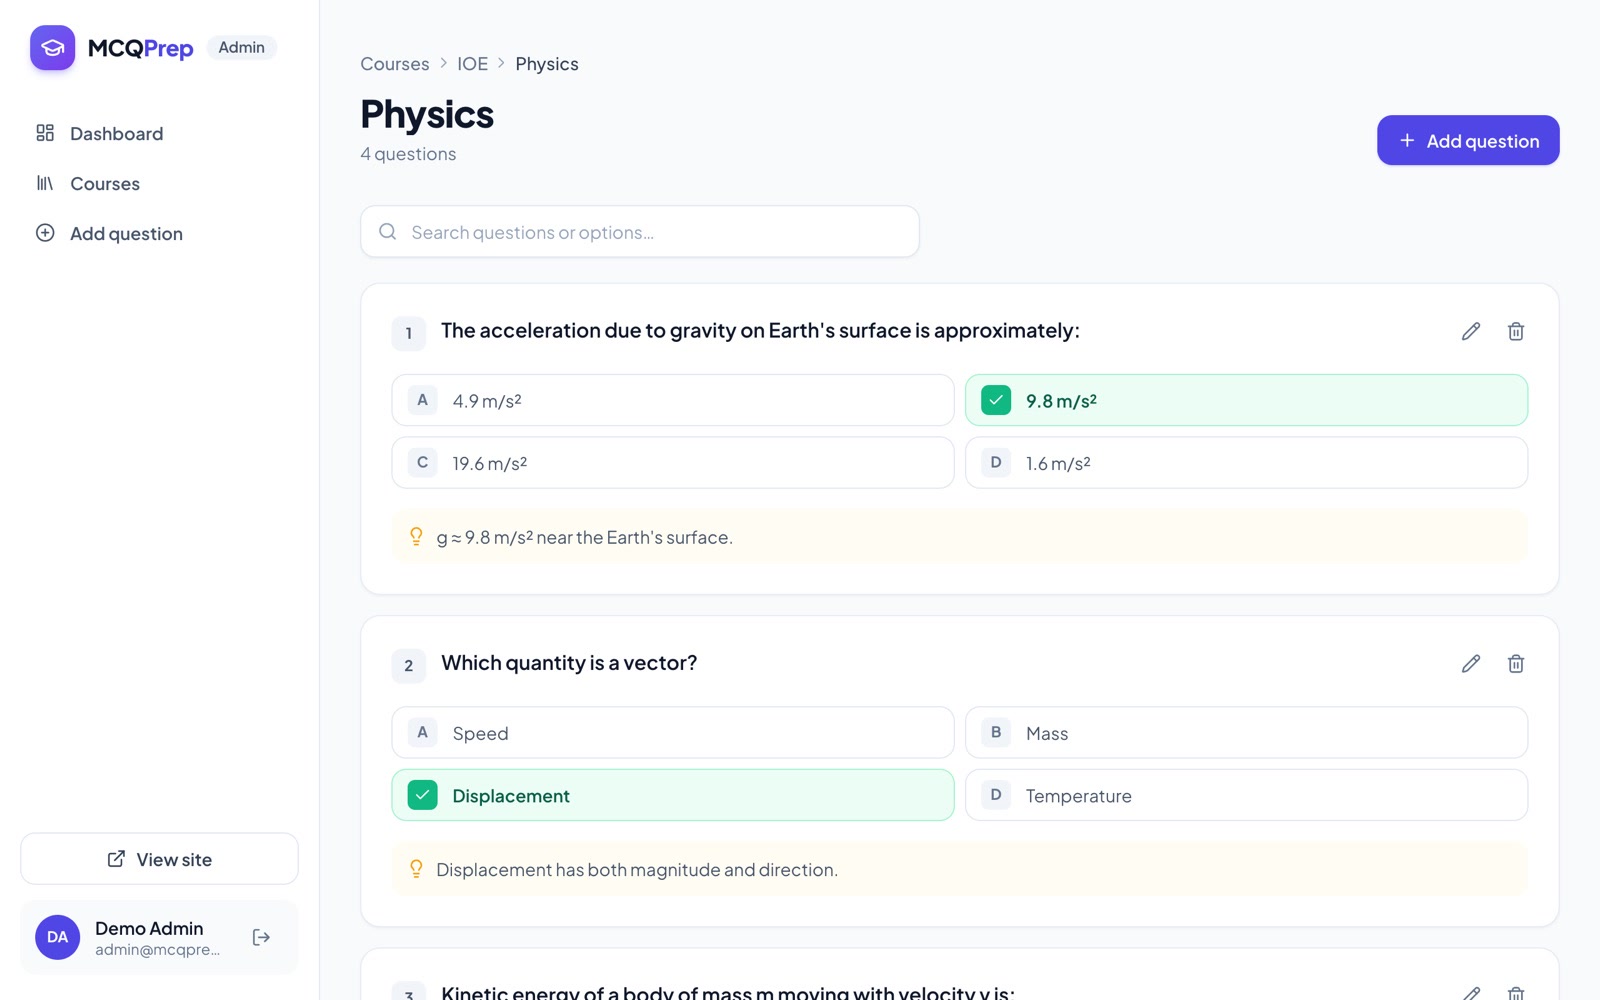 MCQPrep Admin
Dashboard
Courses
Add question
View site
DA
Demo Admin
admin@mcqpre...
Courses > IOE > Physics
Physics
4 questions
+ Add question
Search questions or options...
1 The acceleration due to gravity on Earth's surface is approximately:
A 4.9 m/s²
9.8 m/s²
C 19.6 m/s²
D 1.6 m/s²
g ≈ 9.8 m/s² near the Earth's surface.
2 Which quantity is a vector?
A Speed
B Mass
Displacement
D Temperature
Displacement has both magnitude and direction.
3 Kinetic energy of a body of mass m moving with velocity v is: